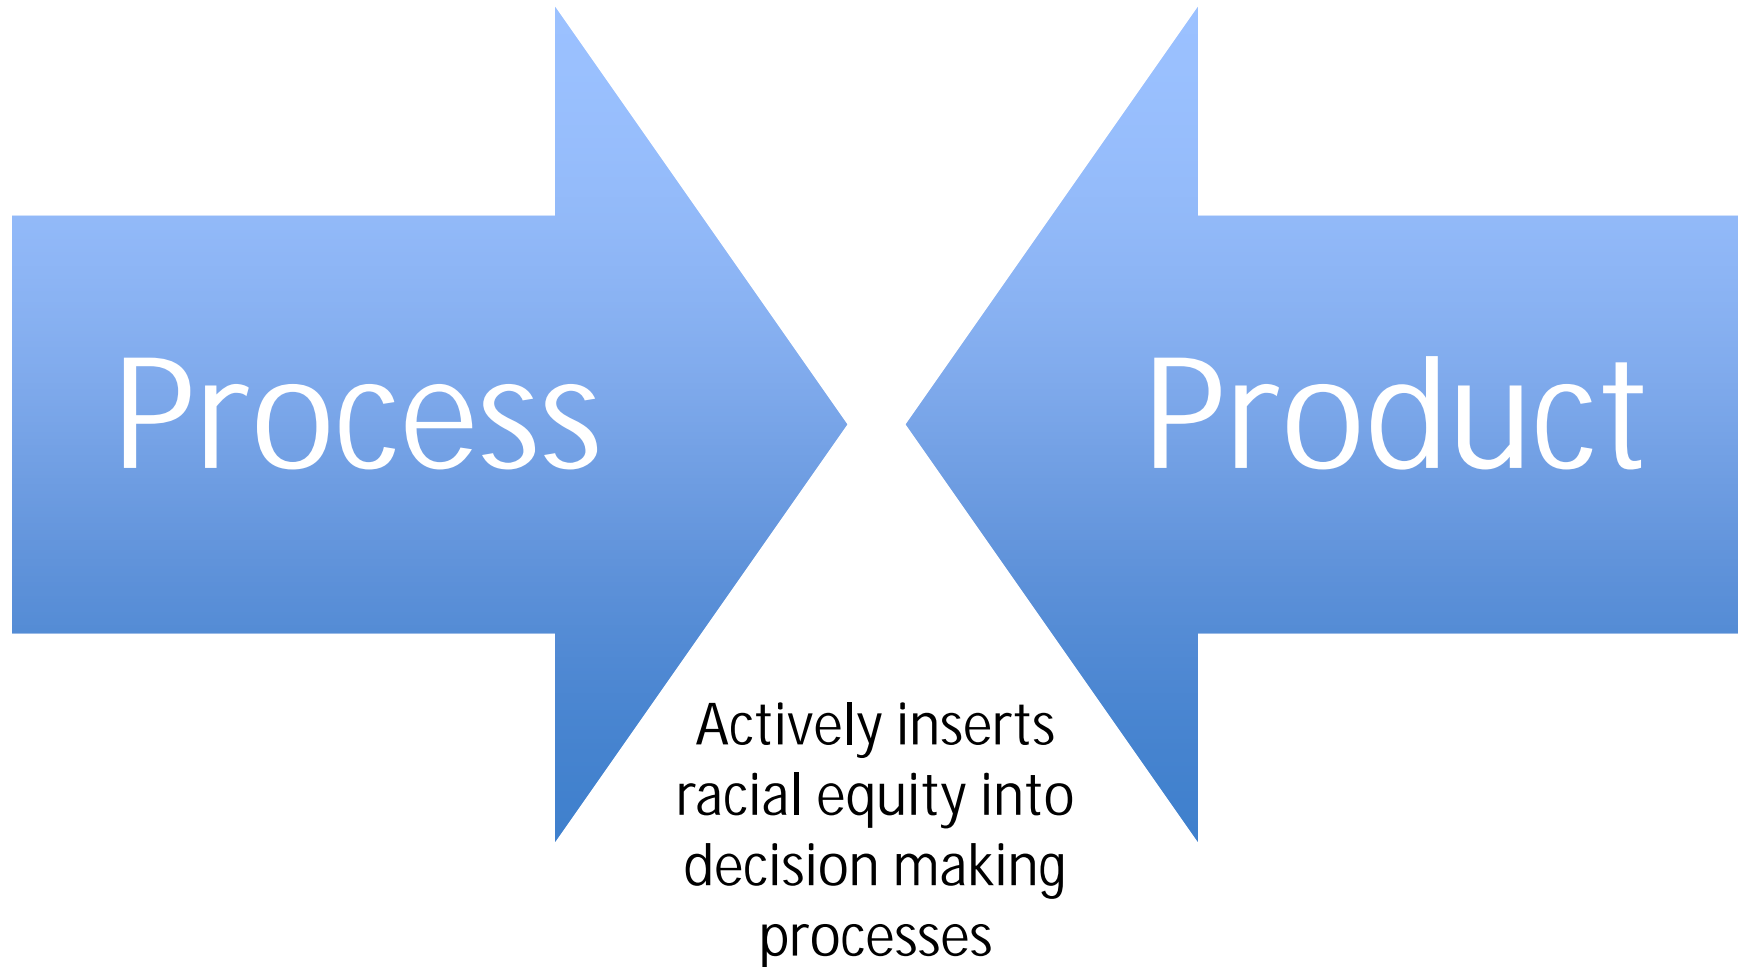 Process
Product
Actively inserts
racial equity into
decision making
processes